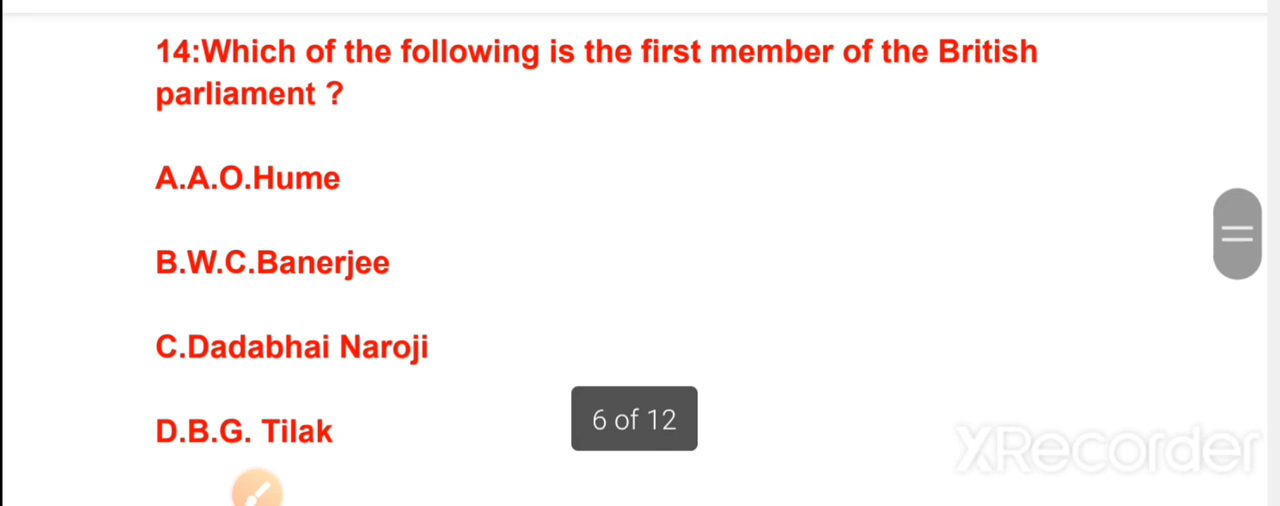 14:Which of the following is the first member of the British
parliament ?
A.A.O.Hume
B.W.C.Banerjee
C.Dadabhai Naroji
6 of 12
D.B.G. Tilak
XRecorder